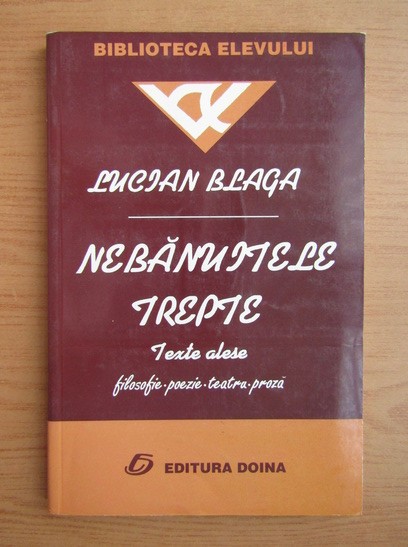 BIBLIOTECA ELEVULUI
LUCIAN BLAGA
NEBĂNUITELE
TREPTE
Texte alese
filosofie·poezie·teatru·proză
EDITURA DOINA